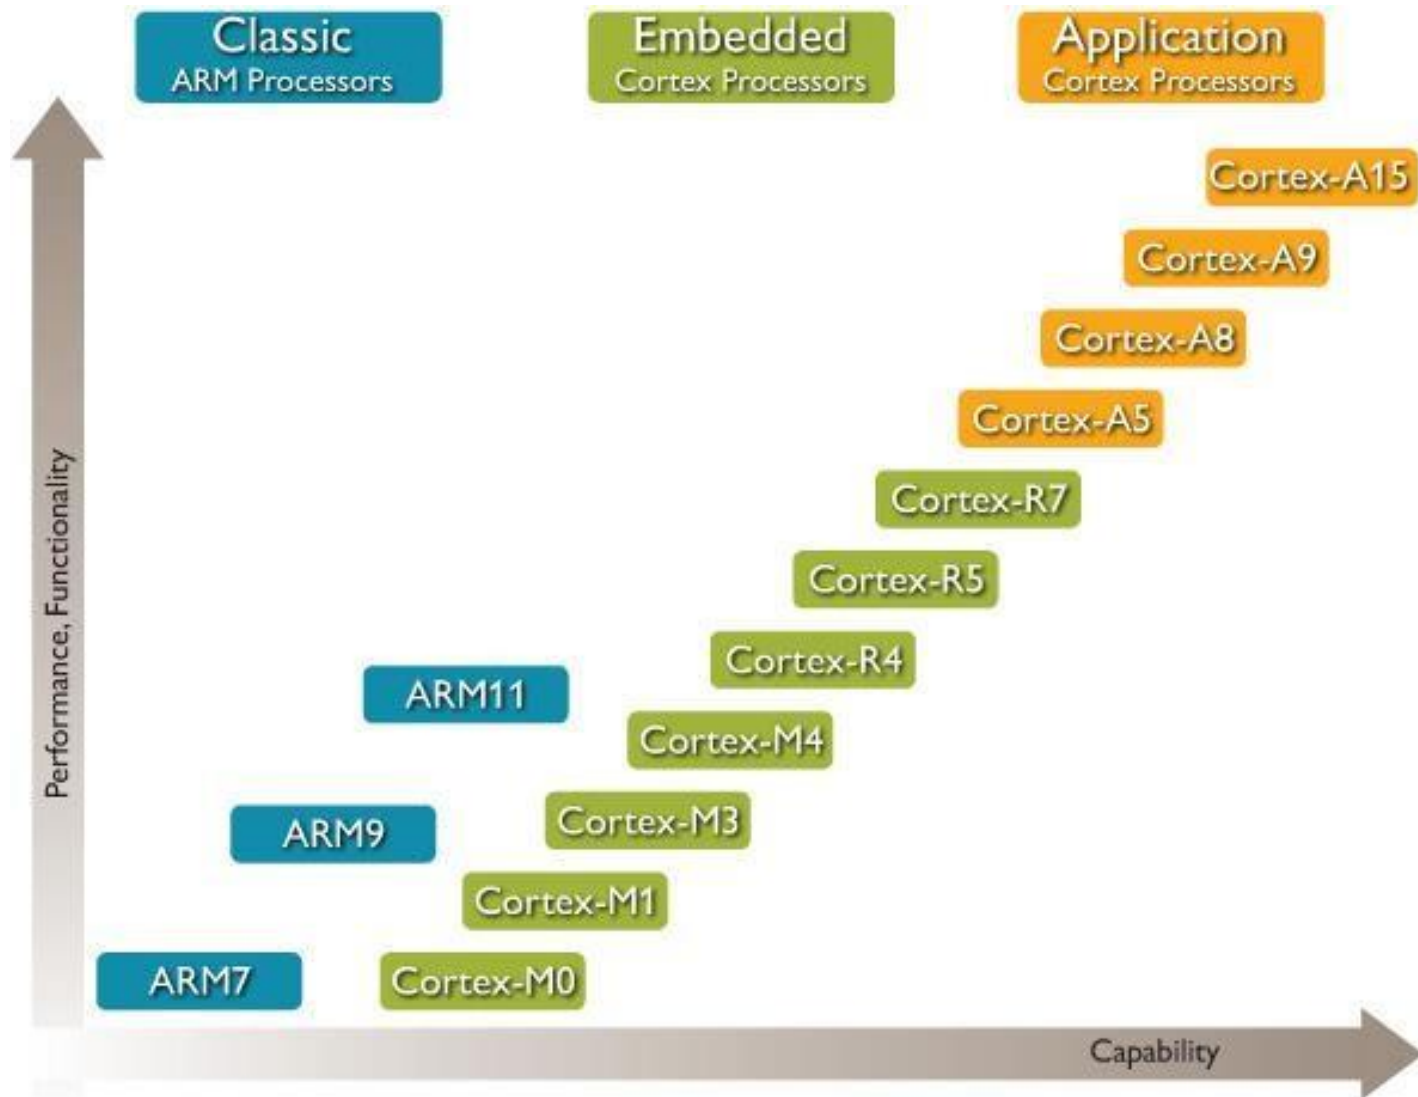 Classic
ARM Processors
Embedded
Cortex Processors
Application
Cortex Processors
Cortex-A15
Cortex-A9
Cortex-A8
Cortex-A5
Cortex-R7
Cortex-R5
Cortex-R4
ARM11
Cortex-M4
Cortex-M3
ARM9
Cortex-M1
ARM7
Cortex-M0
Performance, Functionality
Capability